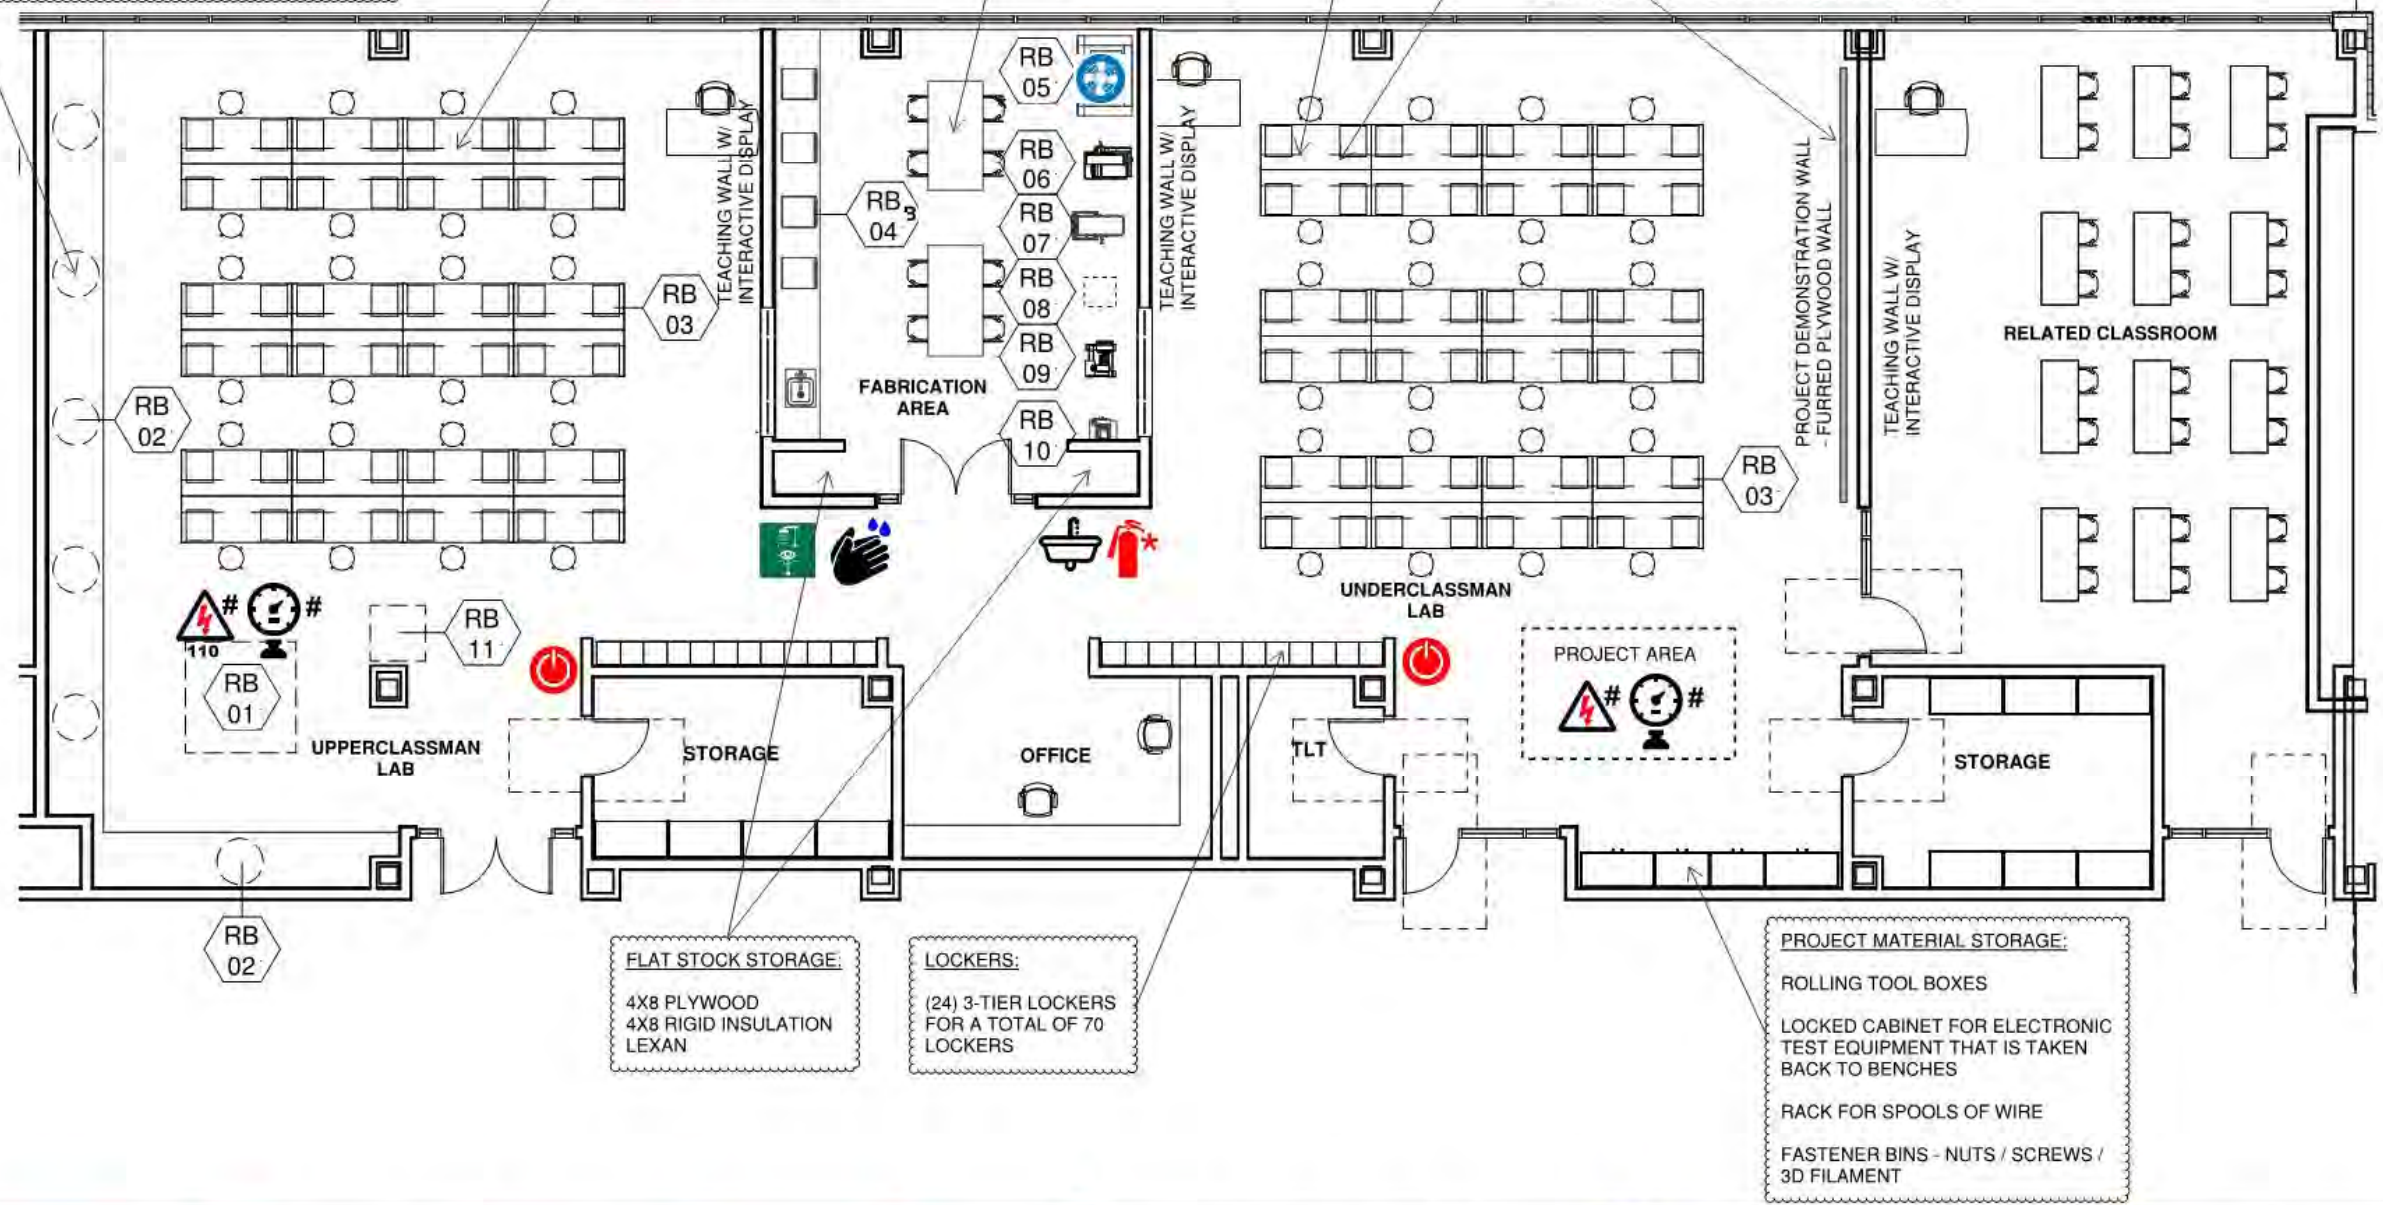 RB
05
RB
06
RB
07
RB
08
RB
09
RB
10
RB
04
3
RB
03
RB
02
TEACHING WALL W/
INTERACTIVE DISPLAY
TEACHING WALL W/
INTERACTIVE DISPLAY
FABRICATION
AREA
PROJECT DEMONSTRATION WALL
- FURRED PLYWOOD WALL
TEACHING WALL W/
INTERACTIVE DISPLAY
RELATED CLASSROOM
RB
03
UNDERCLASSMAN
LAB
#
#
110
RB
01
RB
11
UPPERCLASSMAN
LAB
*
STORAGE
OFFICE
TLT
PROJECT AREA
#
#
STORAGE
RB
02
FLAT STOCK STORAGE:
4X8 PLYWOOD
4X8 RIGID INSULATION
LEXAN
LOCKERS:
(24) 3-TIER LOCKERS
FOR A TOTAL OF 70
LOCKERS
PROJECT MATERIAL STORAGE:
ROLLING TOOL BOXES
LOCKED CABINET FOR ELECTRONIC
TEST EQUIPMENT THAT IS TAKEN
BACK TO BENCHES
RACK FOR SPOOLS OF WIRE
FASTENER BINS - NUTS / SCREWS /
3D FILAMENT